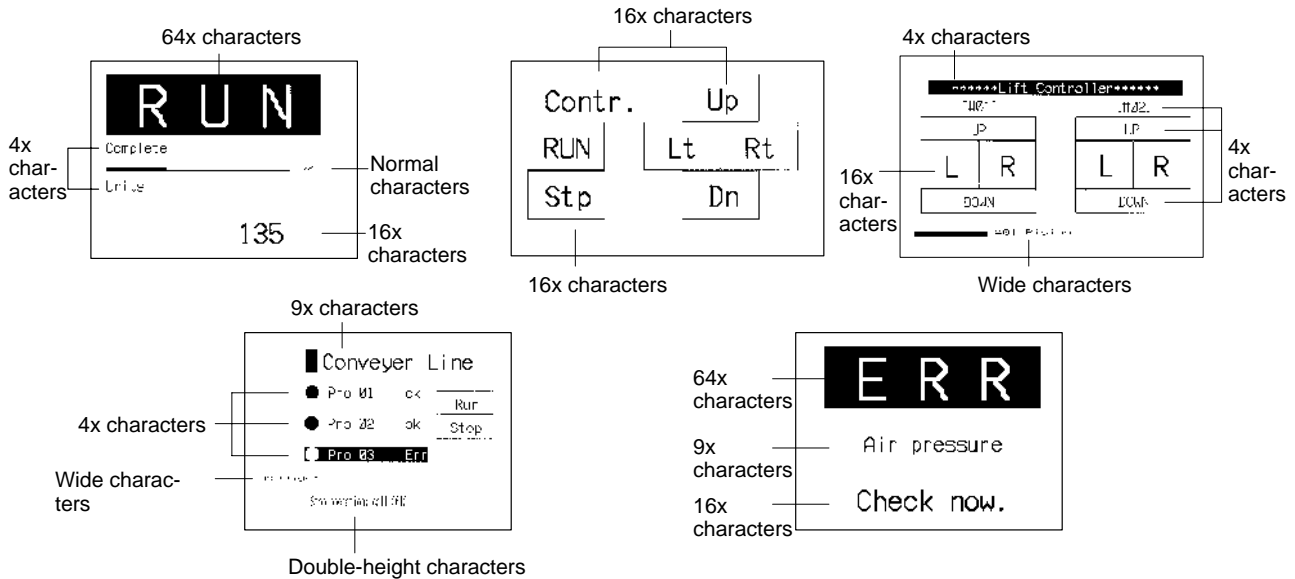 64x characters
RUN
4x
char-
acters
Complete
Normal
characters
135
16x
characters
16x characters
Contr.
Up
RUN
Lt
Rt
Stp
Dn
16x characters
4x characters
******Lift Controller******
UP
L
R
L
R
DOWN
DOWN
16x
char-
acters
4x
char-
acters
Wide characters
9x characters
Conveyer Line
Pro 01 ok
Run
Pro 02 ok
Stop
Pro 03 Err
4x characters
Wide charac-
ters
Double-height characters
64x
characters
ERR
9x
characters
Air pressure
16x
characters
Check now.